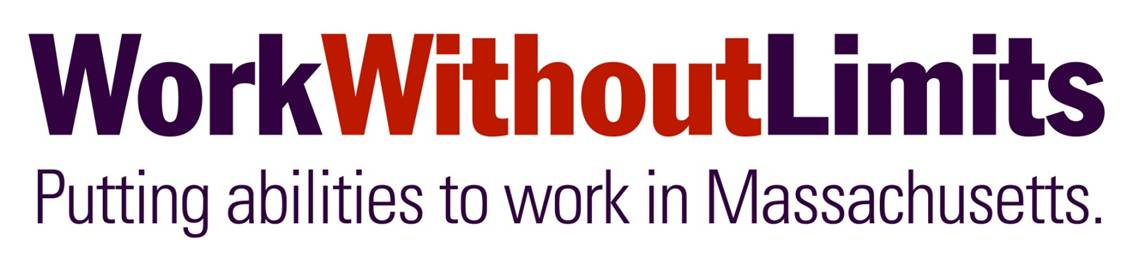 WorkWithoutLimits
Putting abilities to work in Massachusetts.